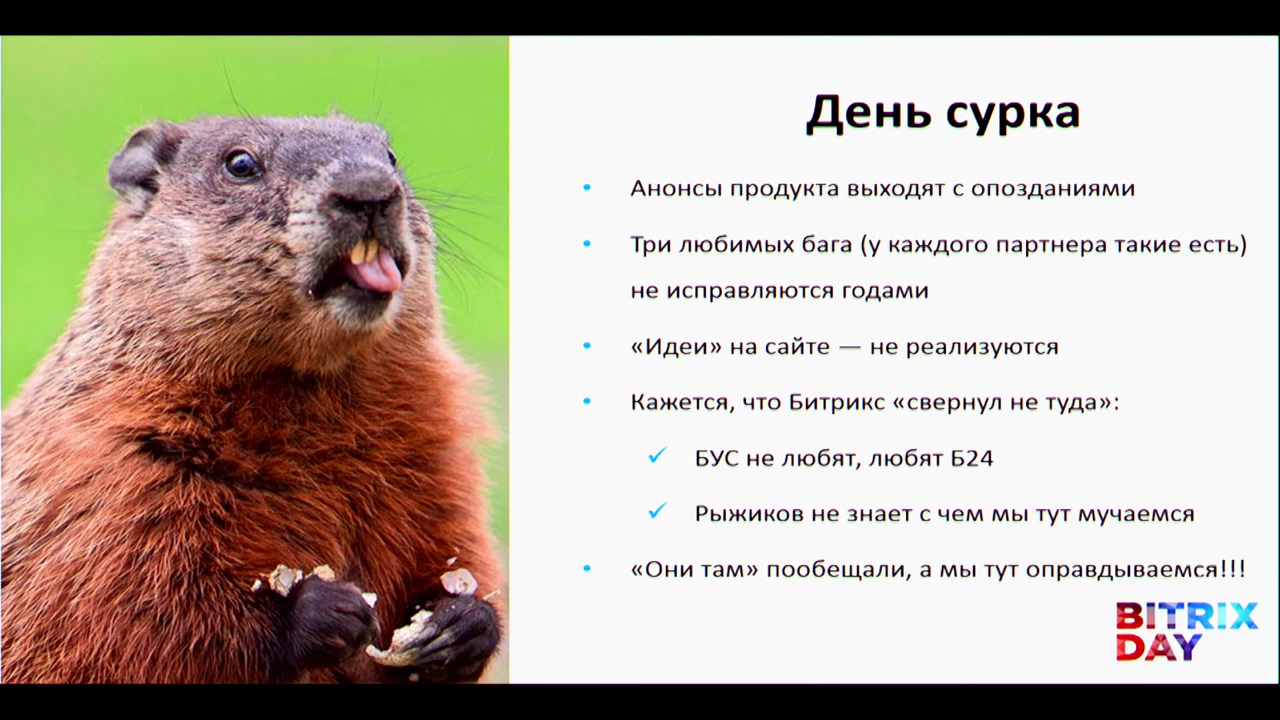 День сурка
Анонсы продукта выходят с опозданиями
Три любимых бага (у каждого партнера такие есть)
не исправляются годами
«Идеи» на сайте — не реализуются
Кажется, что Битрикс «свернул не туда»:
БУС не любят, любят Б24
Рыжиков не знает с чем мы тут мучаемся
«Они там» пообещали, а мы тут оправдываемся!!!
BITRIX
DAY